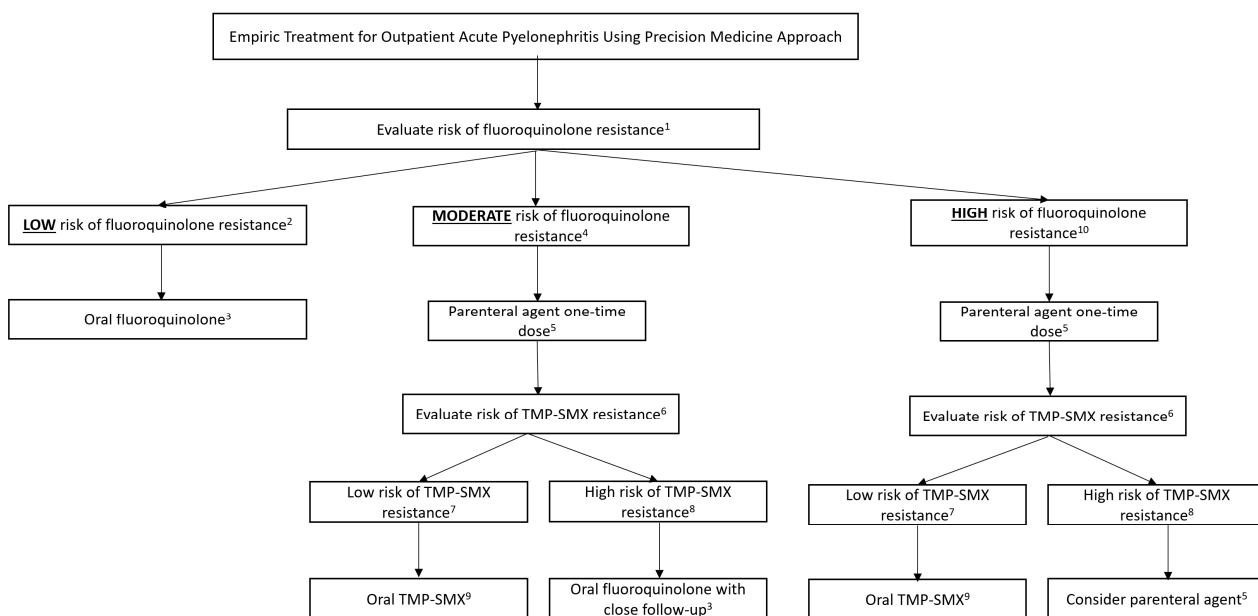 Empiric Treatment for Outpatient Acute Pyelonephritis Using Precision Medicine Approach
Evaluate risk of fluoroquinolone resistance¹
LOW risk of fluoroquinolone resistance²
MODERATE risk of fluoroquinolone
resistance⁴
HIGH risk of fluoroquinolone
resistance¹⁰
Oral fluoroquinolone³
Parenteral agent one-time
dose⁵
Parenteral agent one-time
dose⁵
Evaluate risk of TMP-SMX resistance⁶
Evaluate risk of TMP-SMX resistance⁶
Low risk of TMP-SMX
resistance⁷
High risk of TMP-SMX
resistance⁸
Low risk of TMP-SMX
resistance⁷
High risk of TMP-SMX
resistance⁸
Oral TMP-SMX⁹
Oral fluoroquinolone with
close follow-up³
Oral TMP-SMX⁹
Consider parenteral agent⁵